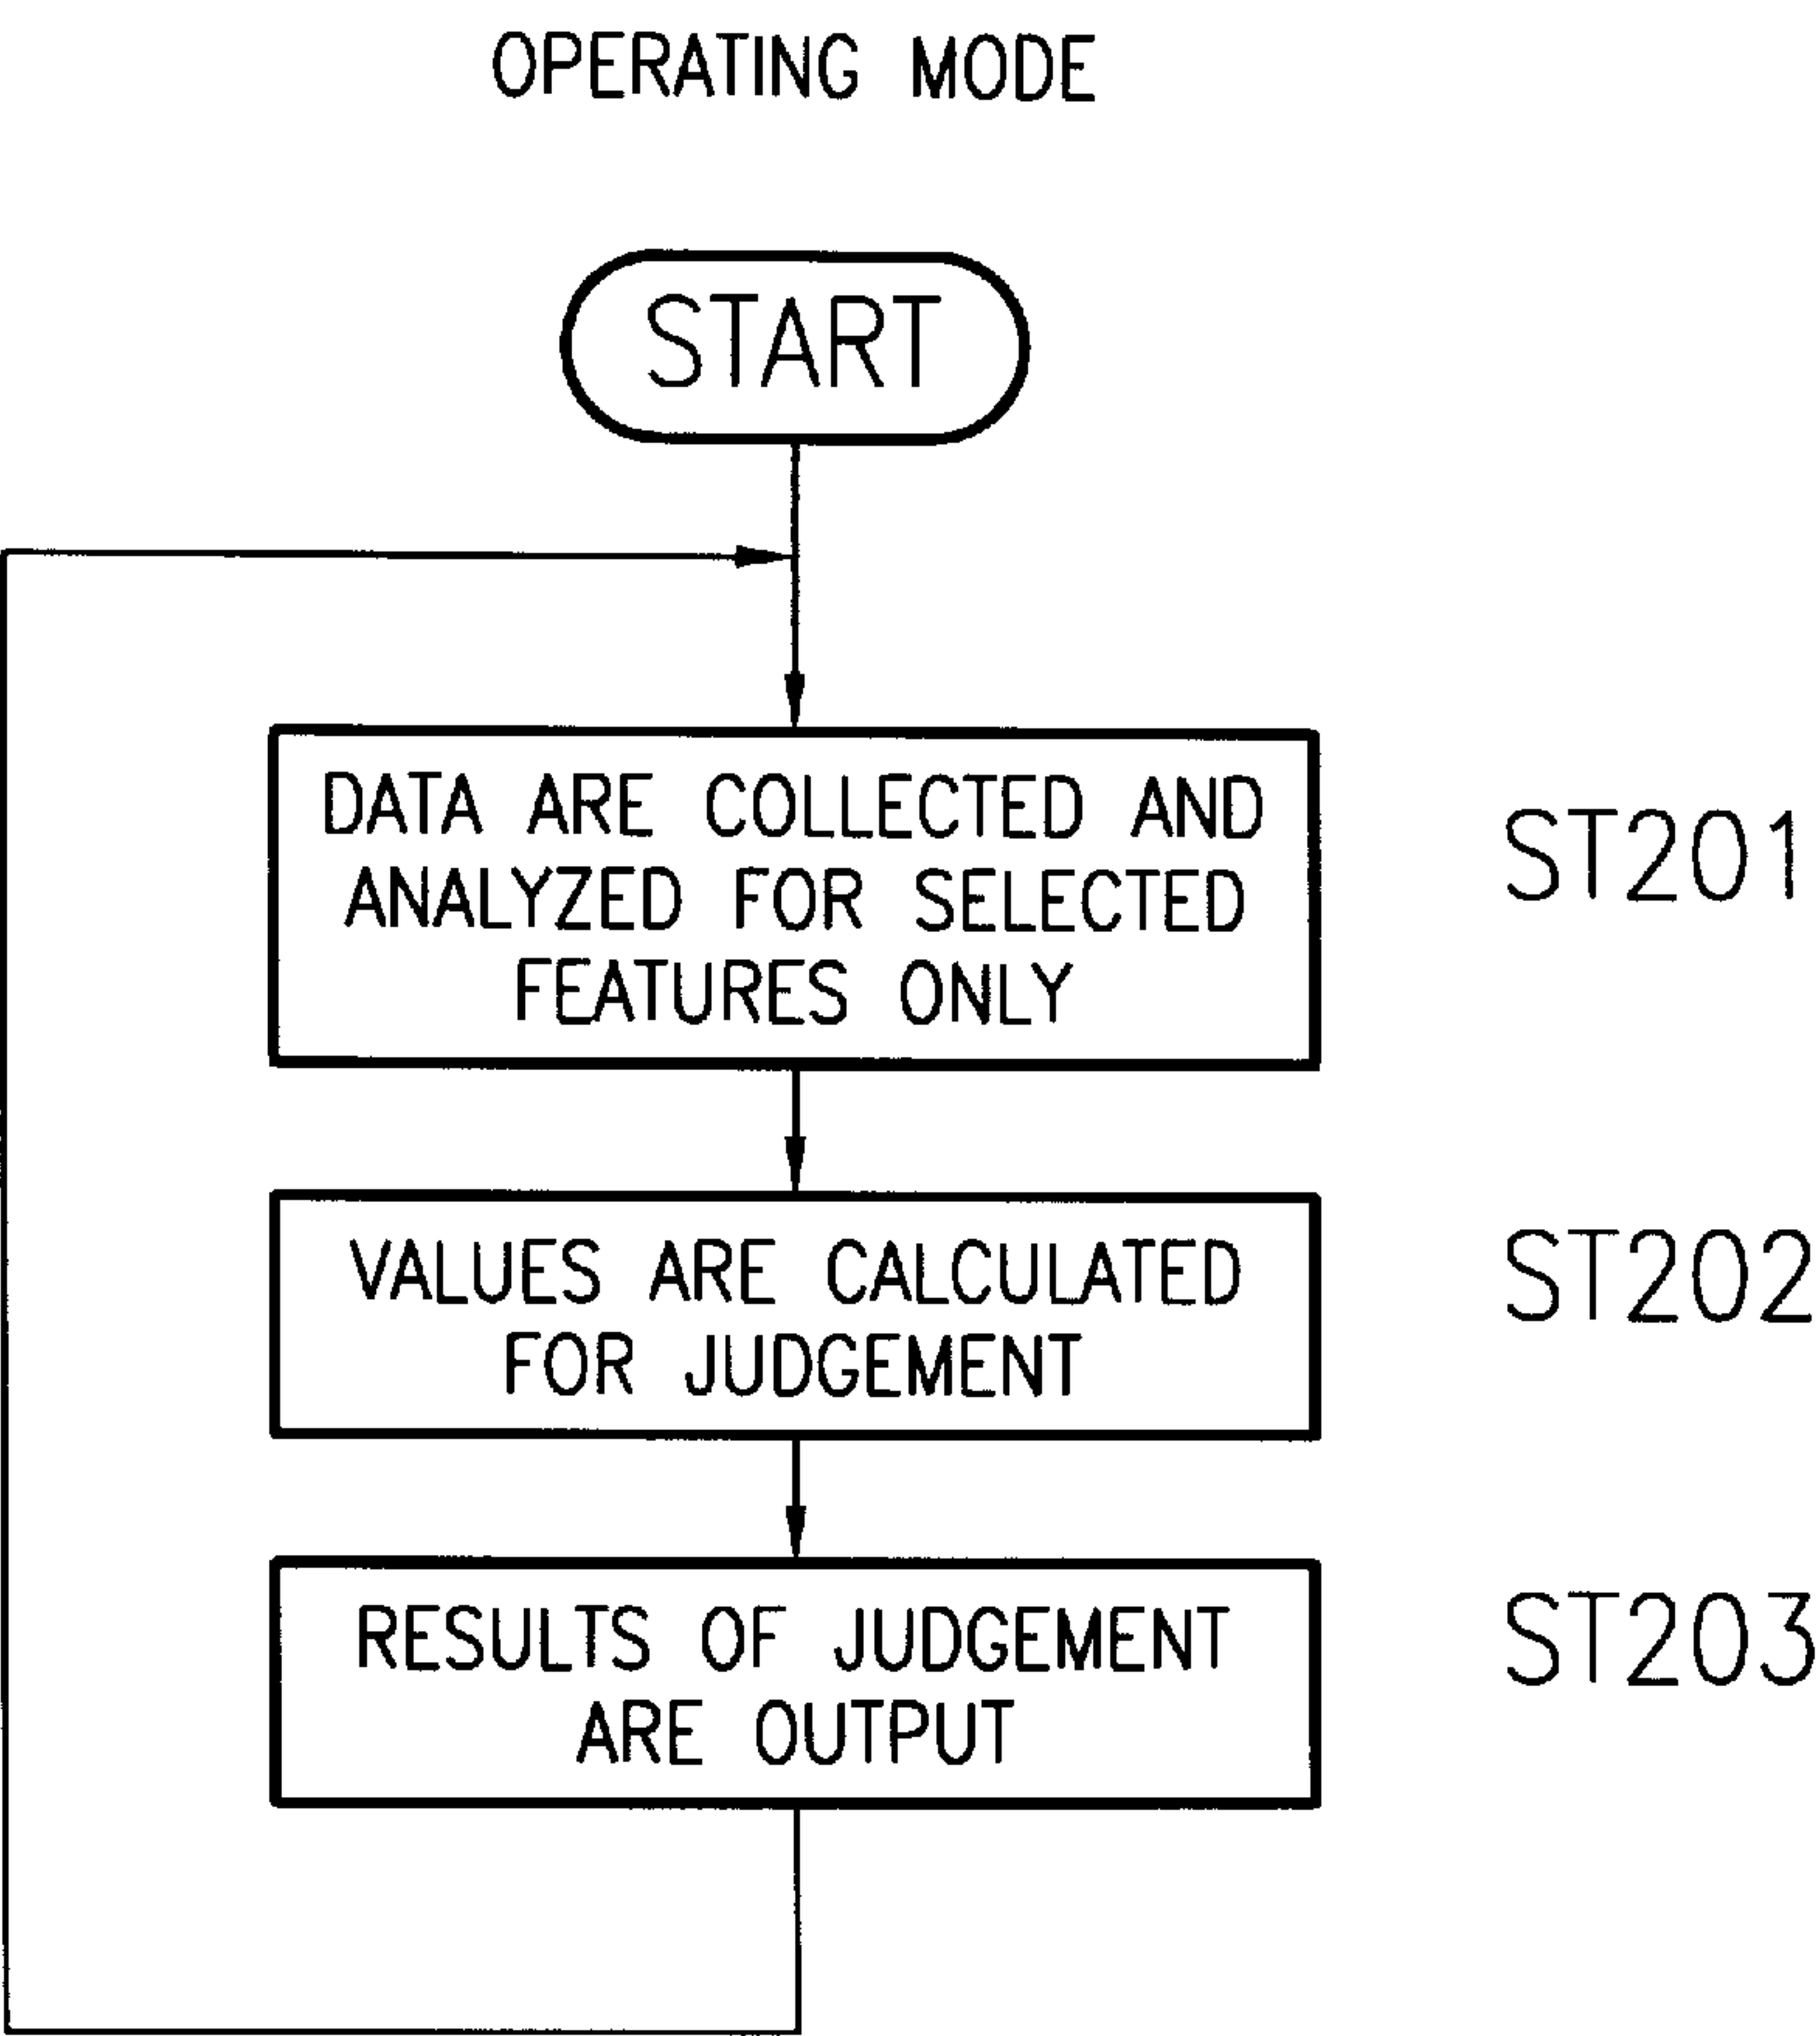 OPERATING MODE
START
DATA ARE COLLECTED AND
ANALYZED FOR SELECTED
FEATURES ONLY
ST201
VALUES ARE CALCULATED
FOR JUDGEMENT
ST202
RESULTS OF JUDGEMENT
ARE OUTPUT
ST203